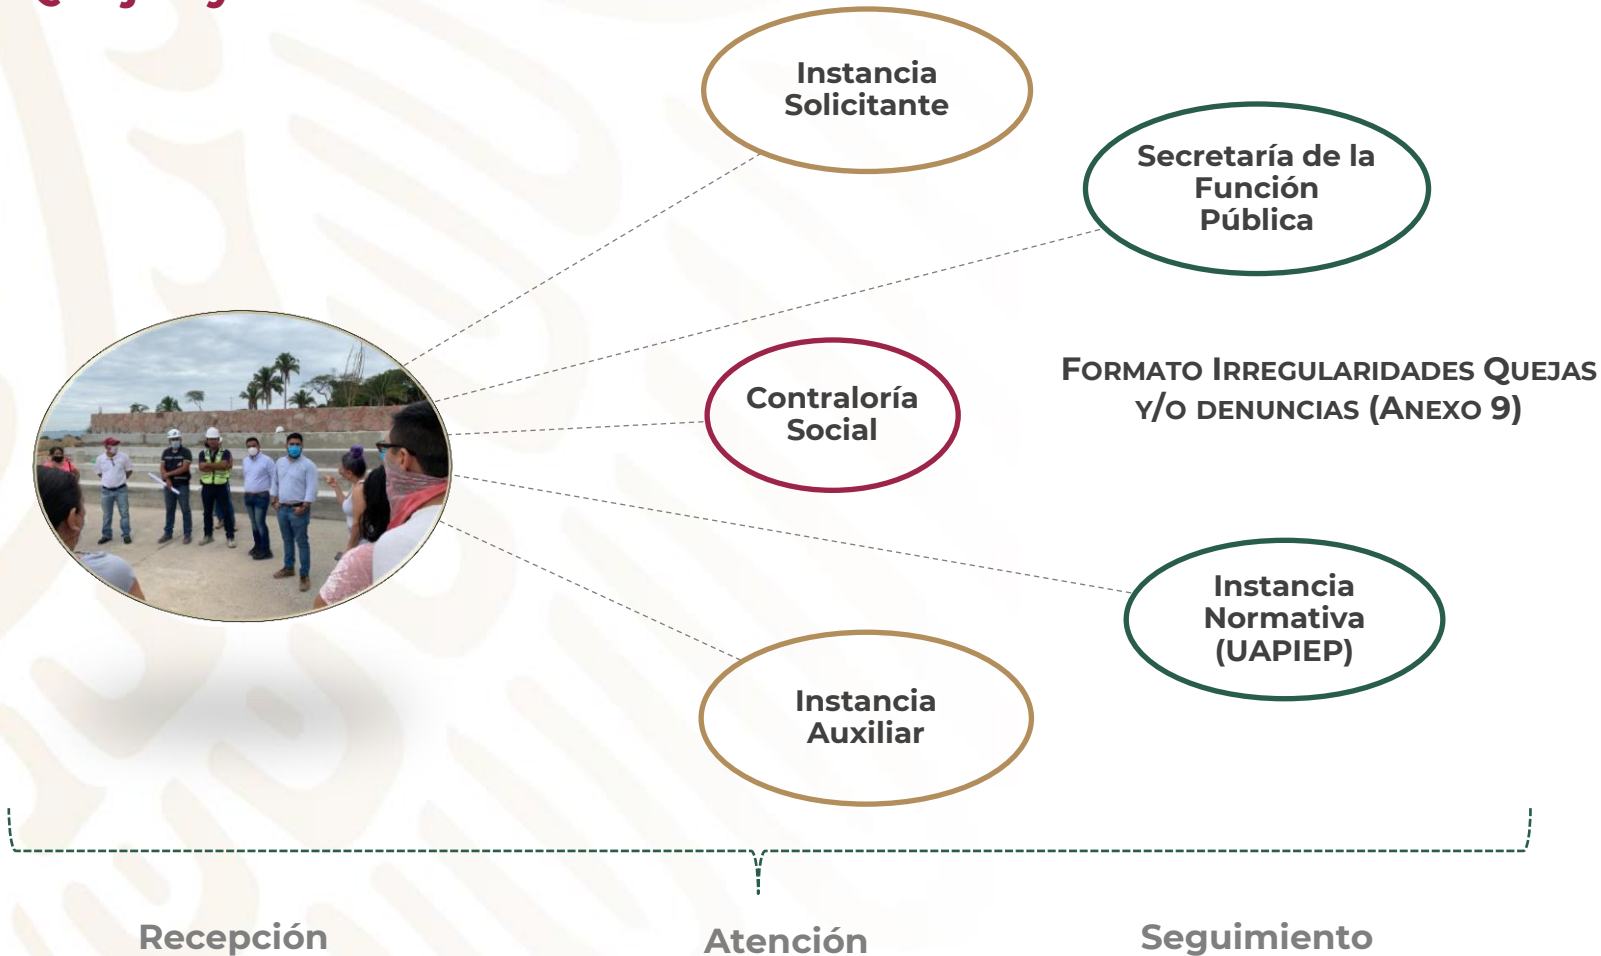 Instancia
Solicitante
Secretaría de la
Función
Pública
Contraloría
Social
FORMATO IRREGULARIDADES QUEJAS
Y/O DENUNCIAS (ANEXO 9)
Instancia
Normativa
(UAPIEP)
Instancia
Auxiliar
Recepción
Atención
Seguimiento